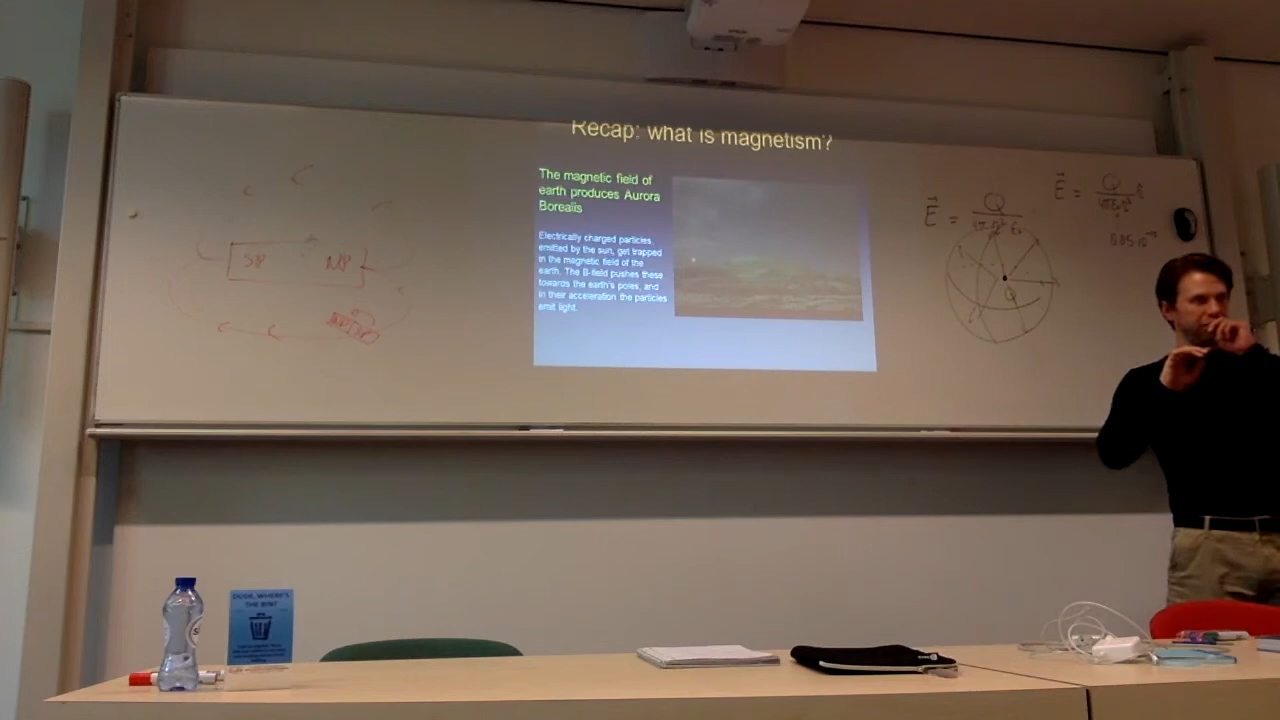 Recap: what is magnetism?
The magnetic field of
earth produces Aurora
Borealis
Electrically charged particles,
emitted by the sun, get trapped
in the magnetic field of the
earth. The B-field pushes these
towards the earth's poles, and
in their acceleration the particles
emit light.
SP NP
E⃗ = Q
Q
E⃗ = Q
DUDE, WHERE'S
THE BIN?